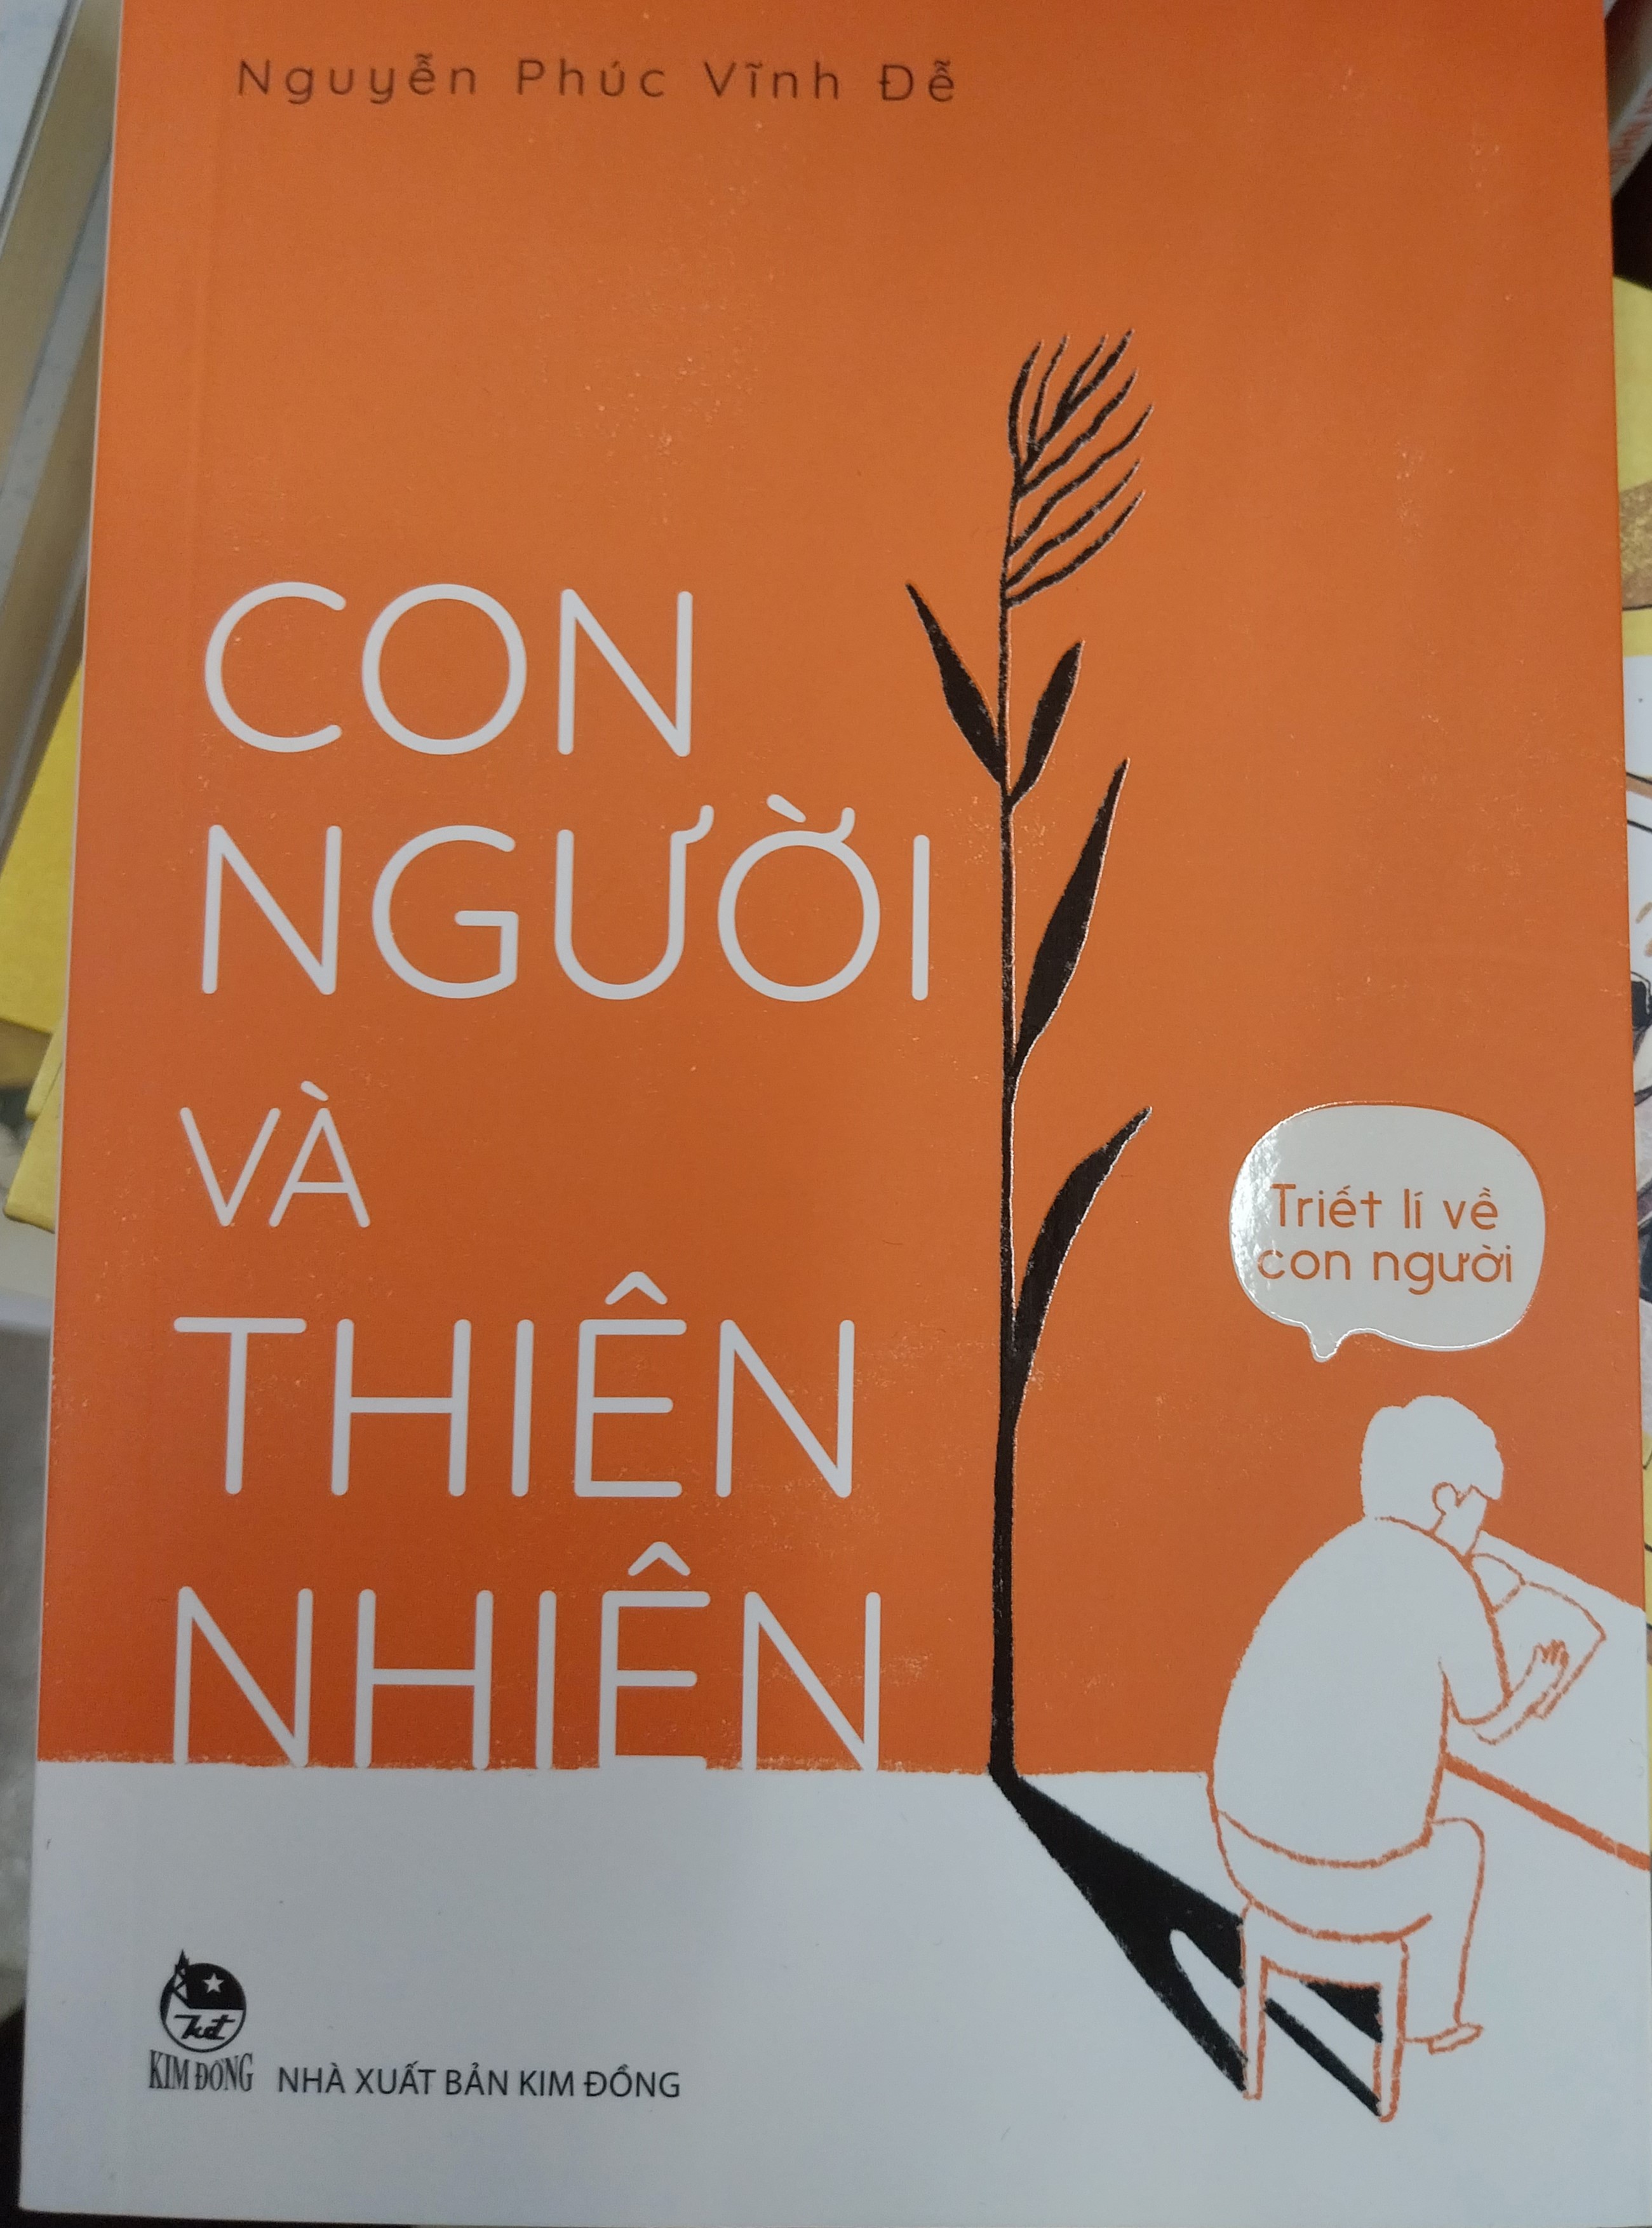 Nguyễn Phúc Vĩnh Đễ
CON
NGƯỜI
VÀ
THIÊN
NHIÊN
Triết lí về
con người
KIM ĐỒNG
NHÀ XUẤT BẢN KIM ĐỒNG